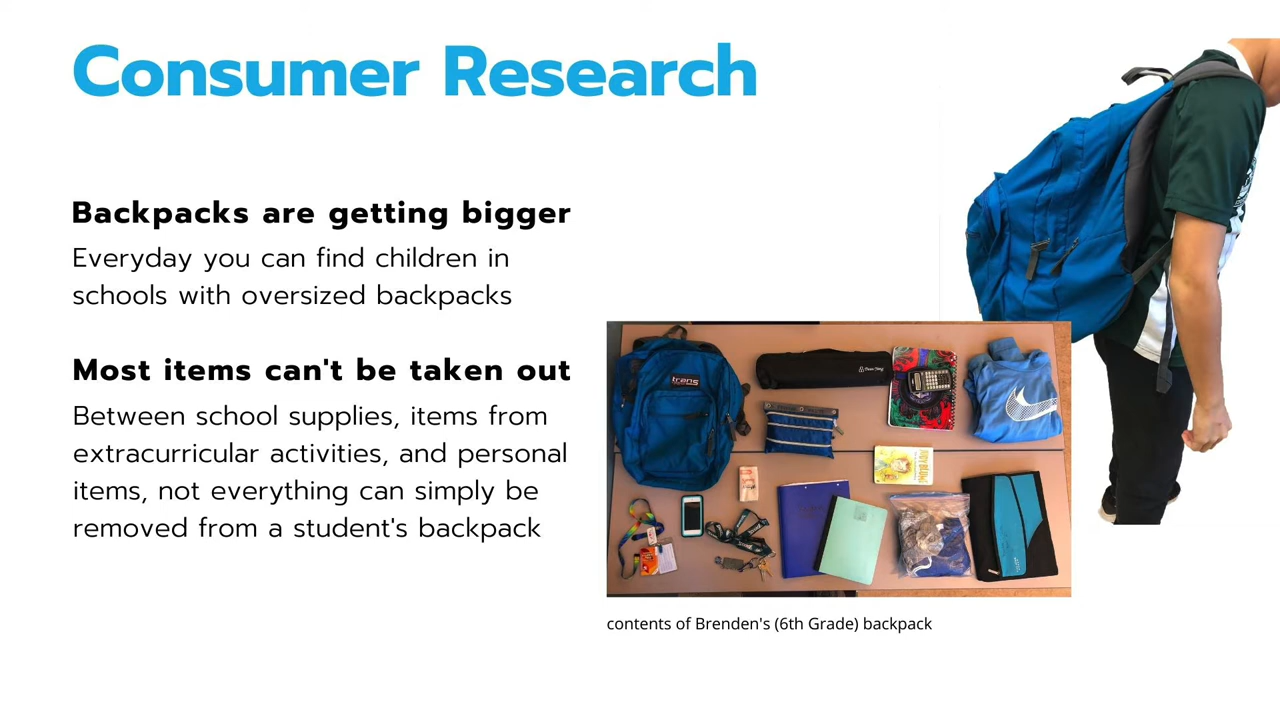 Consumer Research
Backpacks are getting bigger
Everyday you can find children in
schools with oversized backpacks
Most items can't be taken out
Between school supplies, items from
extracurricular activities, and personal
items, not everything can simply be
removed from a student's backpack
trans
contents of Brenden's (6th Grade) backpack